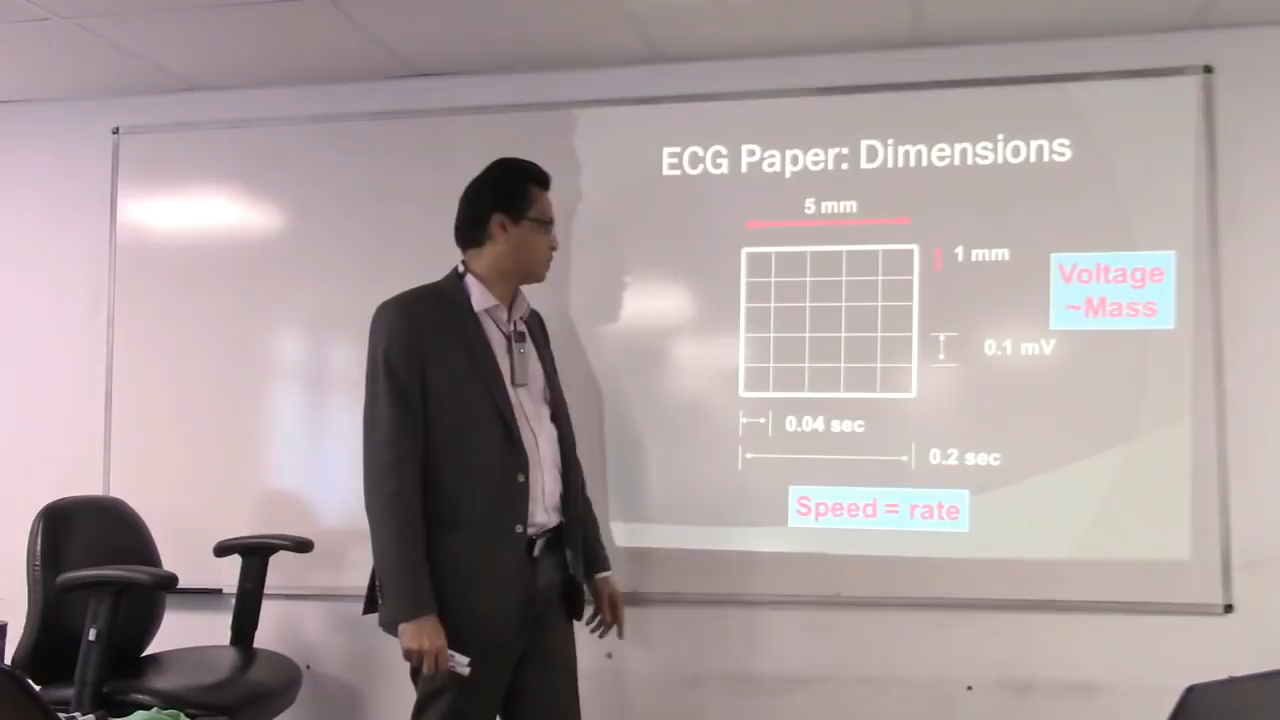 ECG Paper: Dimensions
5 mm
1 mm
Voltage
~Mass
0.1 mV
0.04 sec
0.2 sec
Speed = rate